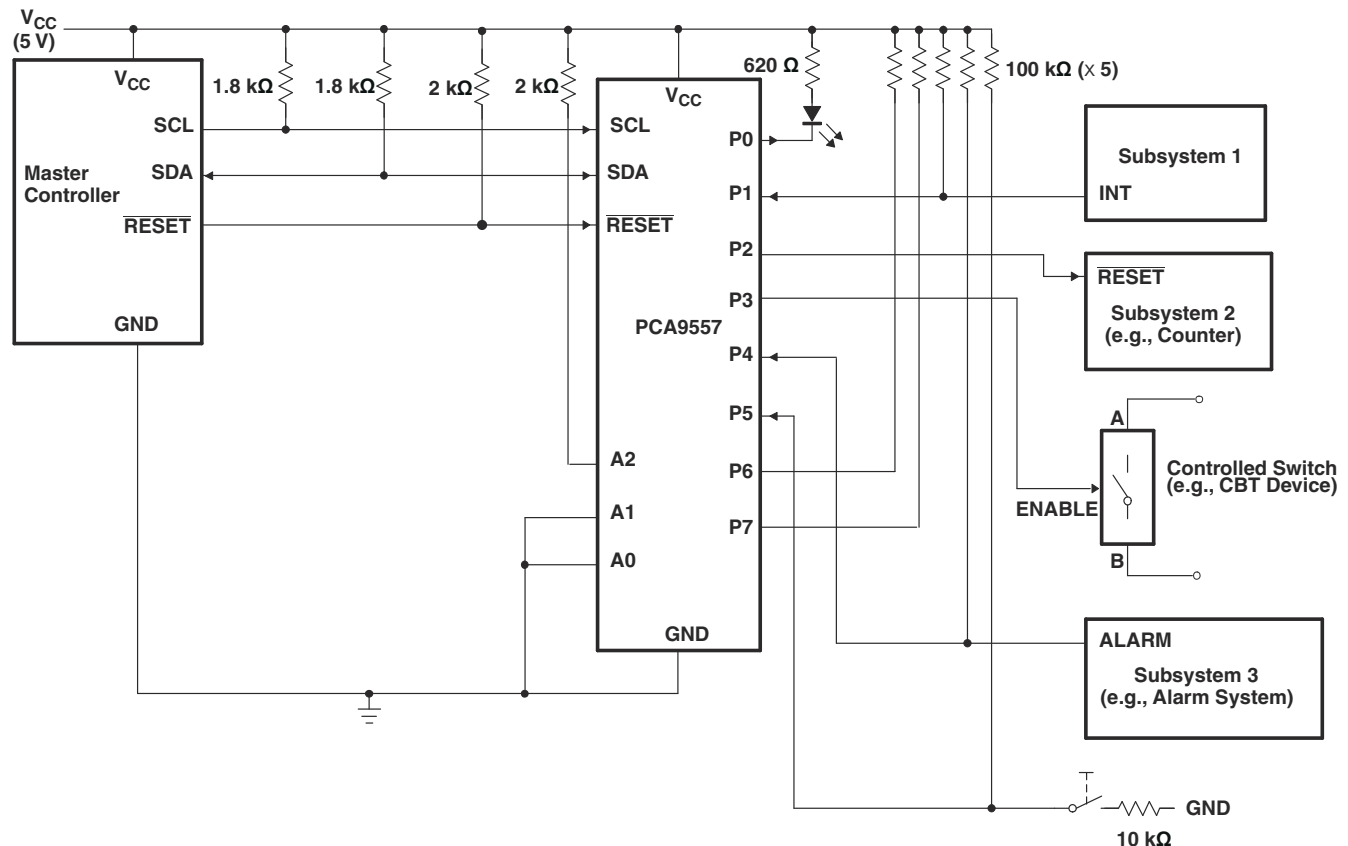 VCC
(5 V)
VCC
1.8 kΩ
1.8 kΩ
2 kΩ
2 kΩ
620 Ω
100 kΩ (x 5)
Master
Controller
SCL
SDA
RESET
GND
VCC
SCL
SDA
RESET
PCA9557
A2
A1
A0
GND
P0
P1
P2
P3
P4
P5
P6
P7
Subsystem 1
INT
RESET
Subsystem 2
(e.g., Counter)
A
Controlled Switch
(e.g., CBT Device)
ENABLE
B
ALARM
Subsystem 3
(e.g., Alarm System)
GND
10 kΩ